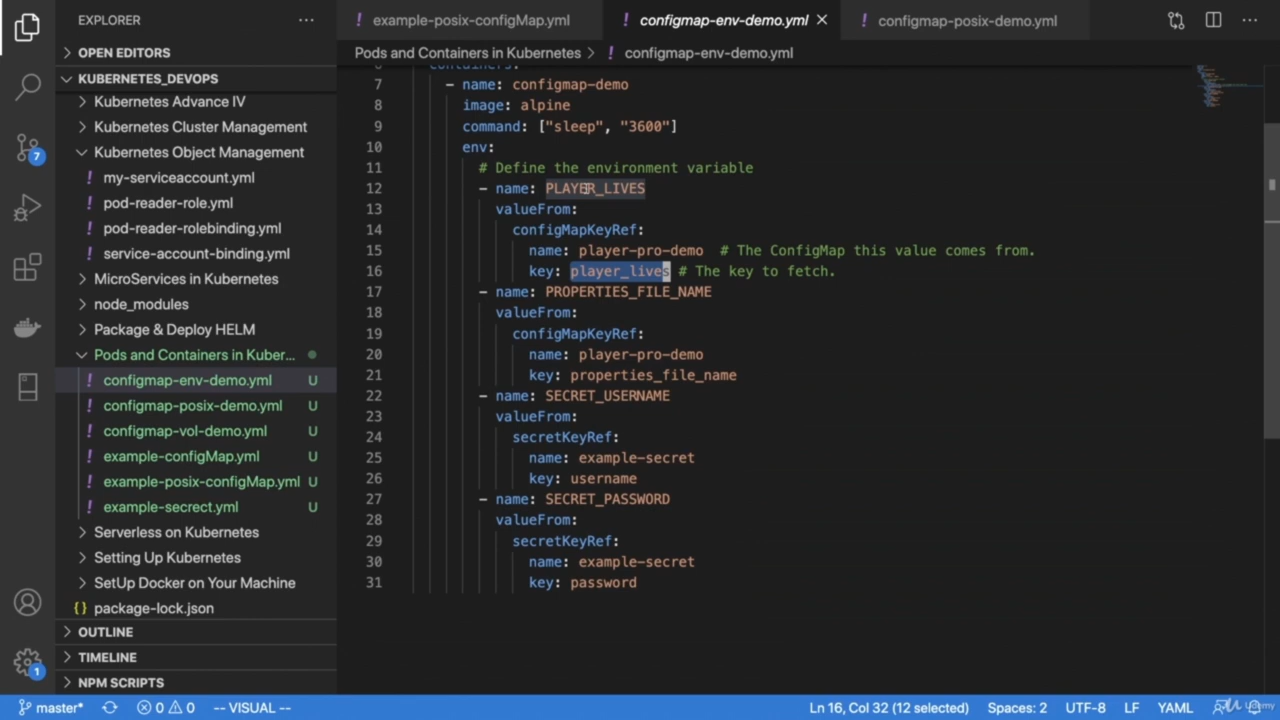 EXPLORER
OPEN EDITORS
KUBERNETES_DEVOPS
Kubernetes Advance IV
Kubernetes Cluster Management
Kubernetes Object Management
! my-serviceaccount.yml
! pod-reader-role.yml
! pod-reader-rolebinding.yml
! service-account-binding.yml
MicroServices in Kubernetes
node_modules
Package & Deploy HELM
Pods and Containers in Kuber...
! configmap-env-demo.yml U
! configmap-posix-demo.yml U
! configmap-vol-demo.yml U
! example-configMap.yml U
! example-posix-configMap.yml U
! example-secrect.yml U
Serverless on Kubernetes
Setting Up Kubernetes
SetUp Docker on Your Machine
{} package-lock.json
OUTLINE
TIMELINE
NPM SCRIPTS
7
1
! example-posix-configMap.yml
! configmap-env-demo.yml
! configmap-posix-demo.yml
Pods and Containers in Kubernetes > ! configmap-env-demo.yml
6 containers:
7 - name: configmap-demo
8 image: alpine
9 command: ["sleep", "3600"]
10 env:
11 # Define the environment variable
12 - name: PLAYER_LIVES
13 valueFrom:
14 configMapKeyRef:
15 name: player-pro-demo # The ConfigMap this value comes from.
16 key: player_lives # The key to fetch.
17 - name: PROPERTIES_FILE_NAME
18 valueFrom:
19 configMapKeyRef:
20 name: player-pro-demo
21 key: properties_file_name
22 - name: SECRET_USERNAME
23 valueFrom:
24 secretKeyRef:
25 name: example-secret
26 key: username
27 - name: SECRET_PASSWORD
28 valueFrom:
29 secretKeyRef:
30 name: example-secret
31 key: password
master* 0 0 -- VISUAL -- Ln 16, Col 32 (12 selected) Spaces: 2 UTF-8 LF YAML
Udemy